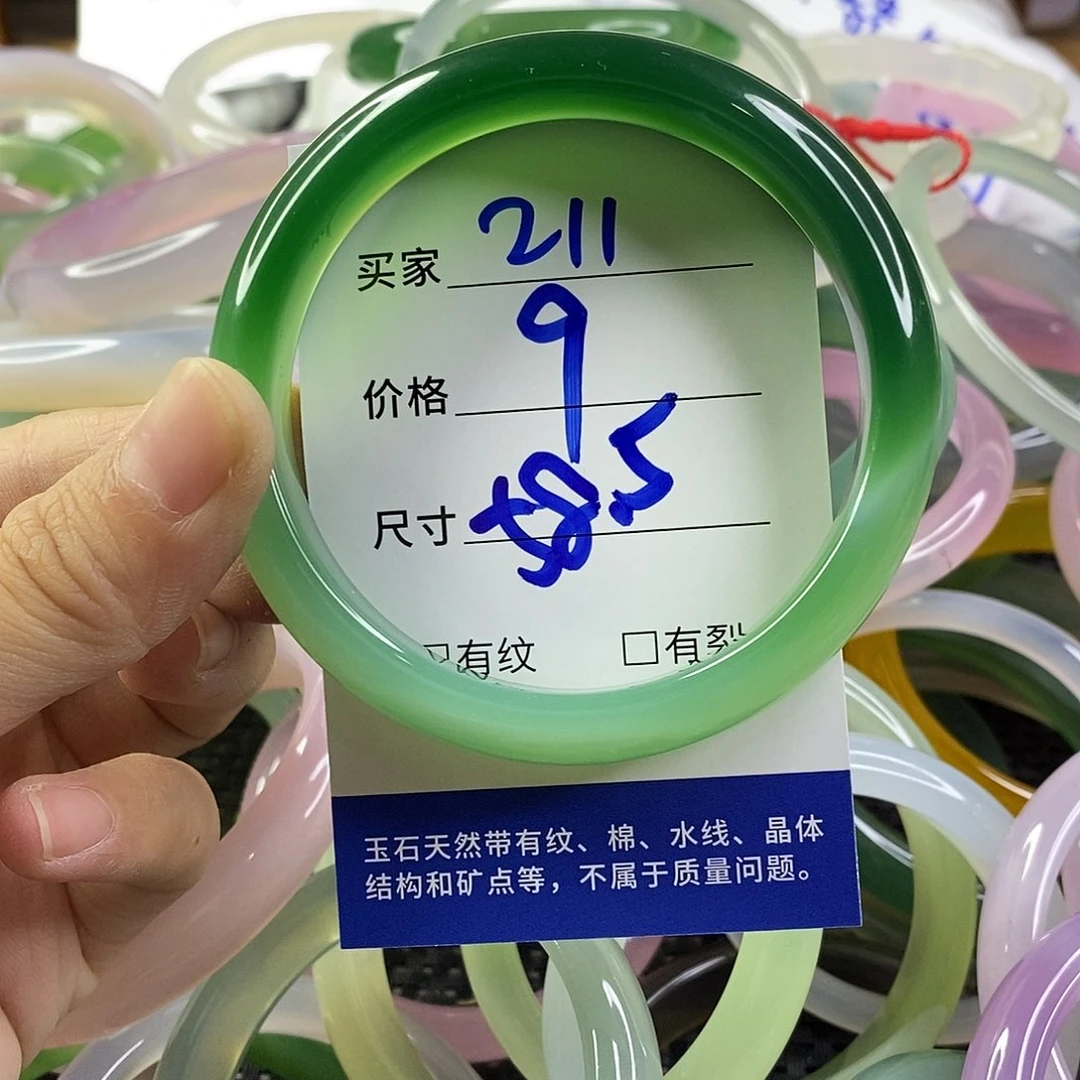 买家 211
价格 9
尺寸 58.5
□有纹 □有裂
玉石天然带有纹、棉、水线、晶体
结构和矿点等，不属于质量问题。